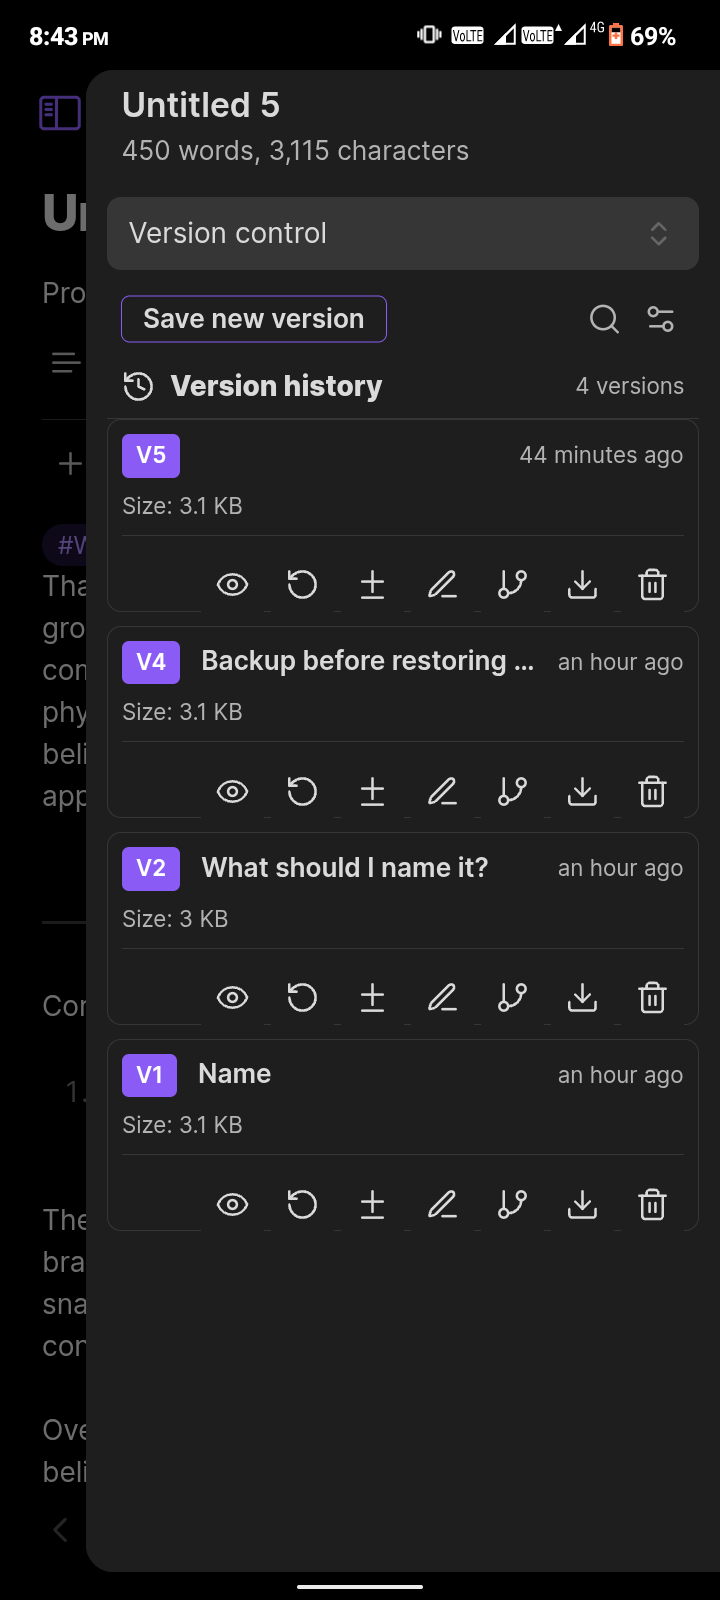 8:43 PM VoLTE VoLTE 4G 69%
Untitled 5
450 words, 3,115 characters
Version control
Save new version
Version history 4 versions
V5 44 minutes ago
Size: 3.1 KB
V4 Backup before restoring ... an hour ago
Size: 3.1 KB
V2 What should I name it? an hour ago
Size: 3 KB
V1 Name an hour ago
Size: 3.1 KB
Pro
#W
Tha
gro
com
phy
beli
app
Cor
1.
The
bra
sna
con
Ove
beli